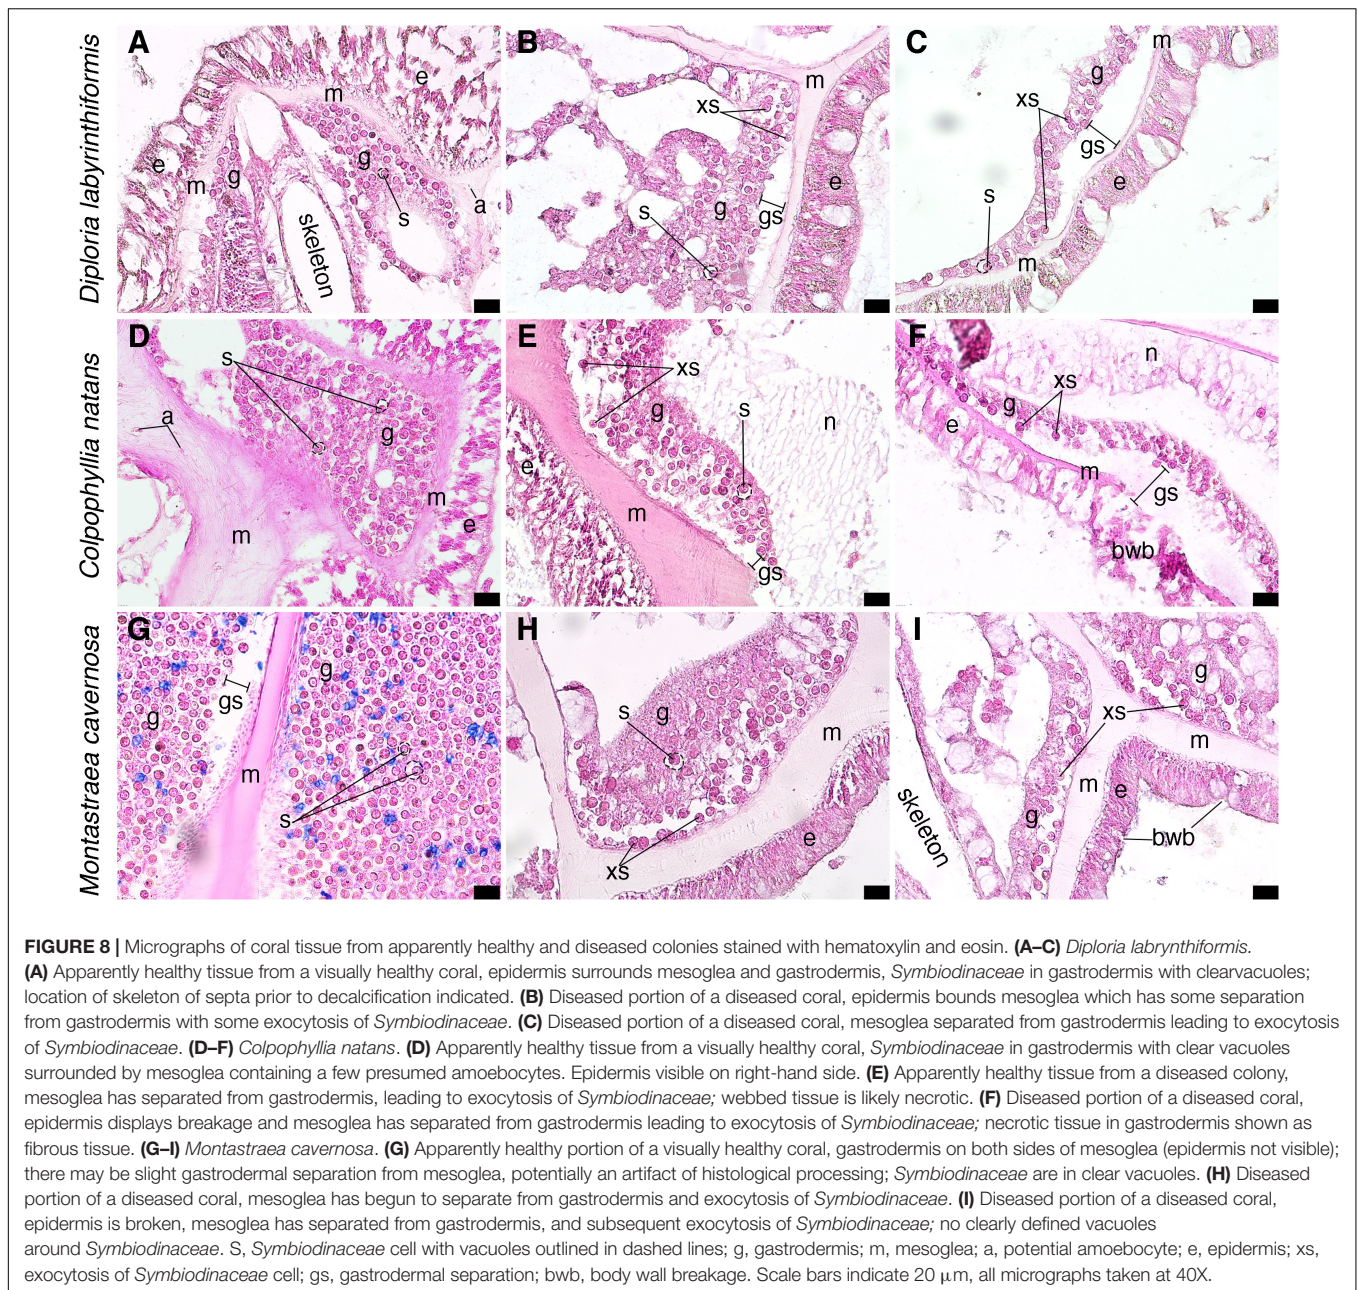 Diploria labyrinthiformis
A
e
m
e
m
g
g
s
a
skeleton
B
m
xs
e
s
g
gs
C
m
g
xs
gs
e
s
m
Colpophyllia natans
D
s
a
g
m
m
e
E
xs
g
s
n
e
m
gs
F
n
xs
g
e
m
gs
bwb
Montastraea cavernosa
G
g
gs
g
m
s
H
s
g
m
e
xs
I
g
xs
m
m
e
skeleton
g
bwb
FIGURE 8 | Micrographs of coral tissue from apparently healthy and diseased colonies stained with hematoxylin and eosin. (A–C) Diploria labrynthiformis.
(A) Apparently healthy tissue from a visually healthy coral, epidermis surrounds mesoglea and gastrodermis, Symbiodinaceae in gastrodermis with clearvacuoles;
location of skeleton of septa prior to decalcification indicated. (B) Diseased portion of a diseased coral, epidermis bounds mesoglea which has some separation
from gastrodermis with some exocytosis of Symbiodinaceae. (C) Diseased portion of a diseased coral, mesoglea separated from gastrodermis leading to exocytosis
of Symbiodinaceae. (D–F) Colpophyllia natans. (D) Apparently healthy tissue from a visually healthy coral, Symbiodinaceae in gastrodermis with clear vacuoles
surrounded by mesoglea containing a few presumed amoebocytes. Epidermis visible on right-hand side. (E) Apparently healthy tissue from a diseased colony,
mesoglea has separated from gastrodermis, leading to exocytosis of Symbiodinaceae; webbed tissue is likely necrotic. (F) Diseased portion of a diseased coral,
epidermis displays breakage and mesoglea has separated from gastrodermis leading to exocytosis of Symbiodinaceae; necrotic tissue in gastrodermis shown as
fibrous tissue. (G–I) Montastraea cavernosa. (G) Apparently healthy portion of a visually healthy coral, gastrodermis on both sides of mesoglea (epidermis not visible);
there may be slight gastrodermal separation from mesoglea, potentially an artifact of histological processing; Symbiodinaceae are in clear vacuoles. (H) Diseased
portion of a diseased coral, mesoglea has begun to separate from gastrodermis and exocytosis of Symbiodinaceae. (I) Diseased portion of a diseased coral,
epidermis is broken, mesoglea has separated from gastrodermis, and subsequent exocytosis of Symbiodinaceae; no clearly defined vacuoles
around Symbiodinaceae. S, Symbiodinaceae cell with vacuoles outlined in dashed lines; g, gastrodermis; m, mesoglea; a, potential amoebocyte; e, epidermis; xs,
exocytosis of Symbiodinaceae cell; gs, gastrodermal separation; bwb, body wall breakage. Scale bars indicate 20 μm, all micrographs taken at 40X.